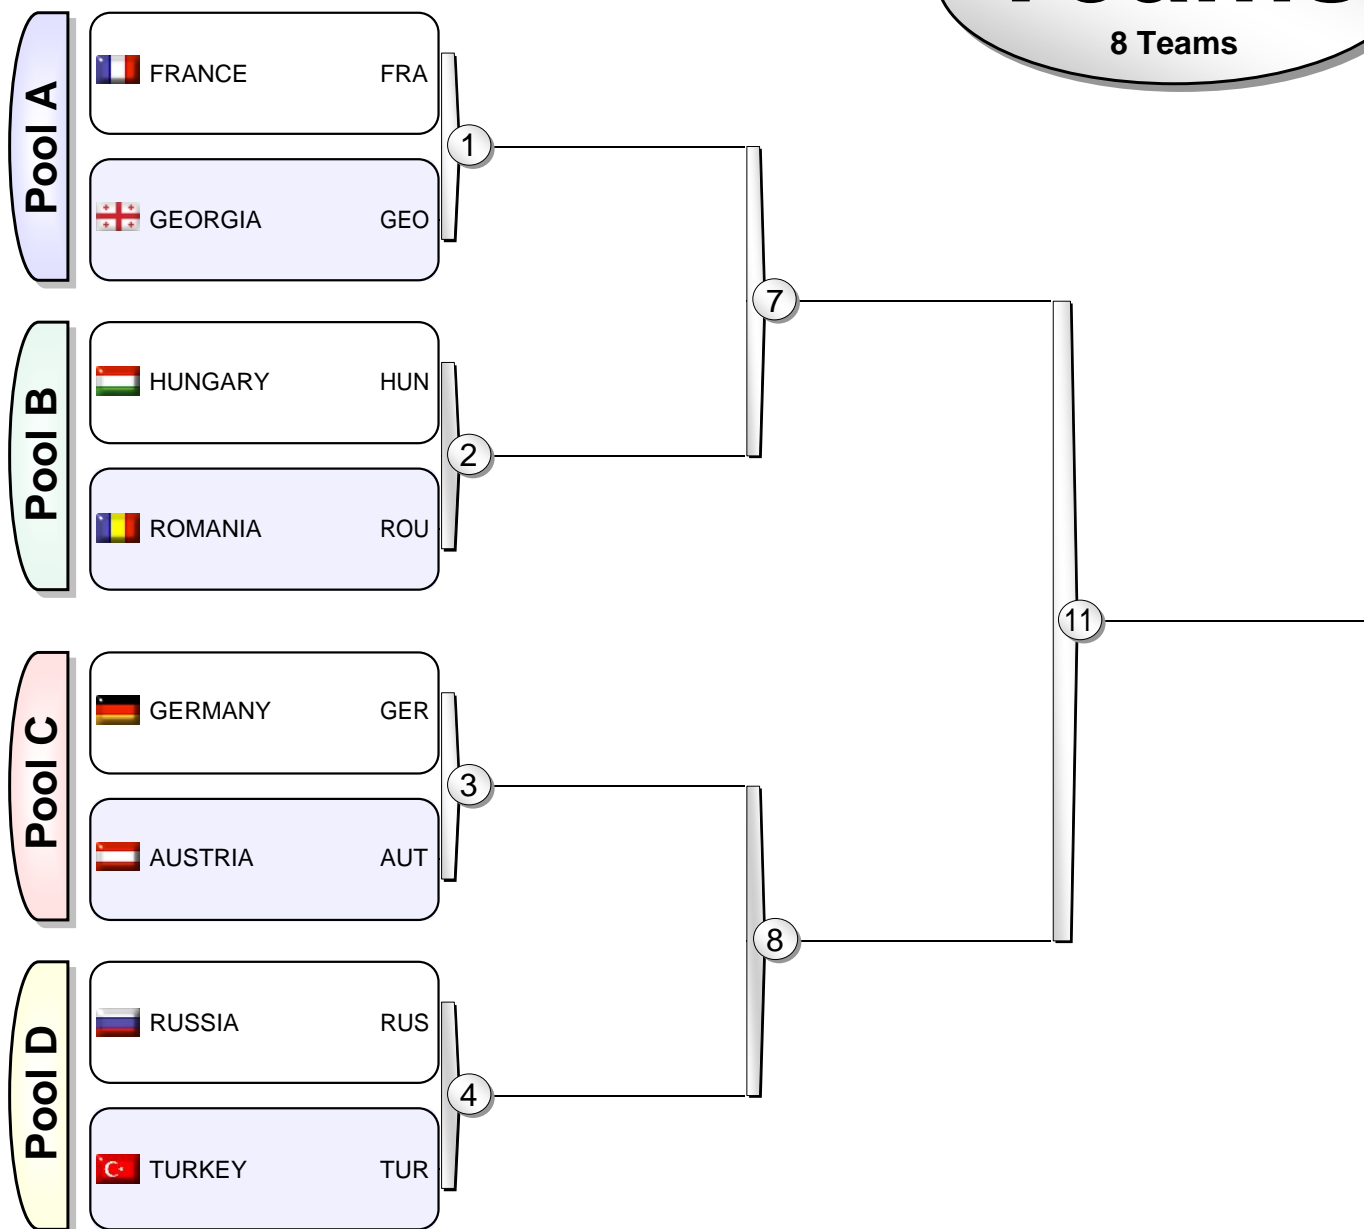 8 Teams
Pool A
FRANCE FRA
1
GEORGIA GEO
7
Pool B
HUNGARY HUN
2
ROMANIA ROU
11
Pool C
GERMANY GER
3
AUSTRIA AUT
8
Pool D
RUSSIA RUS
4
TURKEY TUR